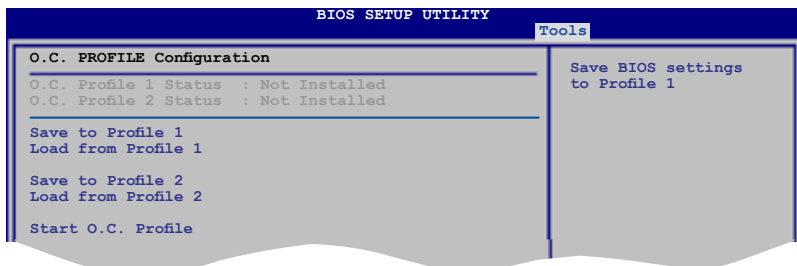 BIOS SETUP UTILITY
Tools
O.C. PROFILE Configuration
O.C. Profile 1 Status : Not Installed
O.C. Profile 2 Status : Not Installed
Save to Profile 1
Load from Profile 1
Save to Profile 2
Load from Profile 2
Start O.C. Profile
Save BIOS settings
to Profile 1